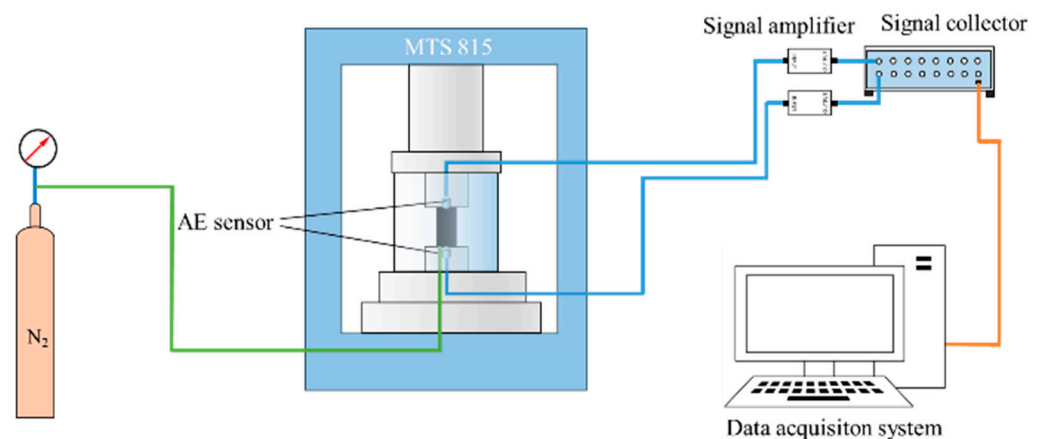 MTS 815
Signal amplifier
Signal collector
AE sensor
N₂
Data acquisiton system